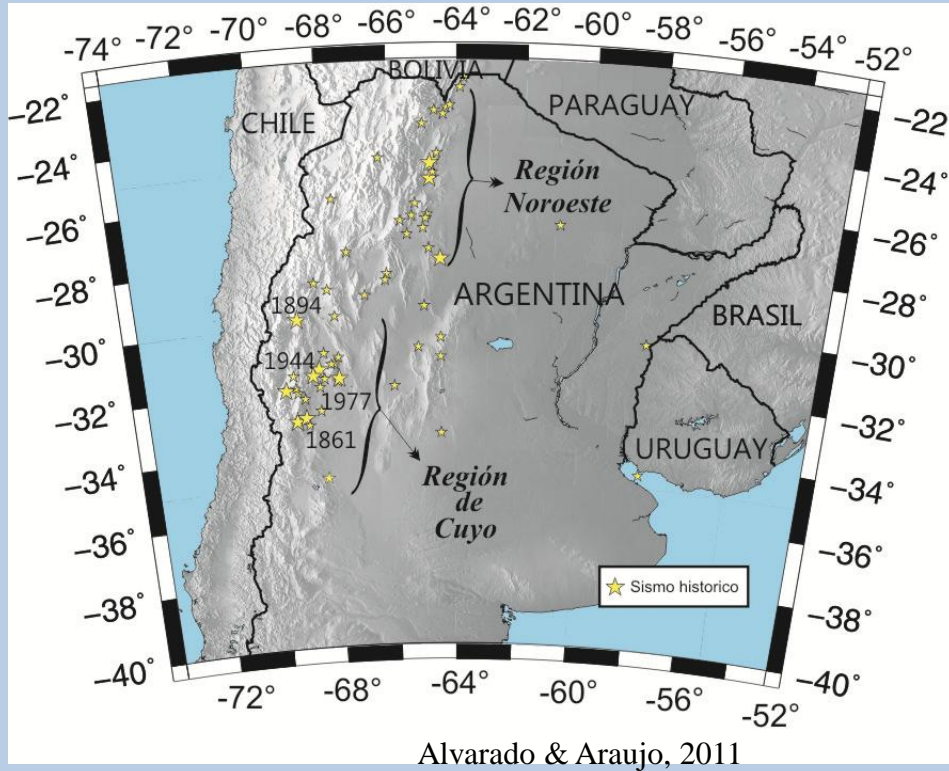 -74° -70° -68° -66° -64° -62° -60° -58° -56° -54° -52°
BOLIVIA
CHILE
PARAGUAY
Región
Noroeste
ARGENTINA
BRASIL
1894
1944
1977
1861
URUGUAY
Región
de
Cuyo
Sismo historico
−22°
−24°
−26°
−28°
−30°
−32°
−34°
−36°
−38°
−40°
−22°
−24°
−26°
−28°
−30°
−32°
−34°
−36°
−38°
−40°
-72° -68° -64° -60° -56° -52°
Alvarado & Araujo, 2011